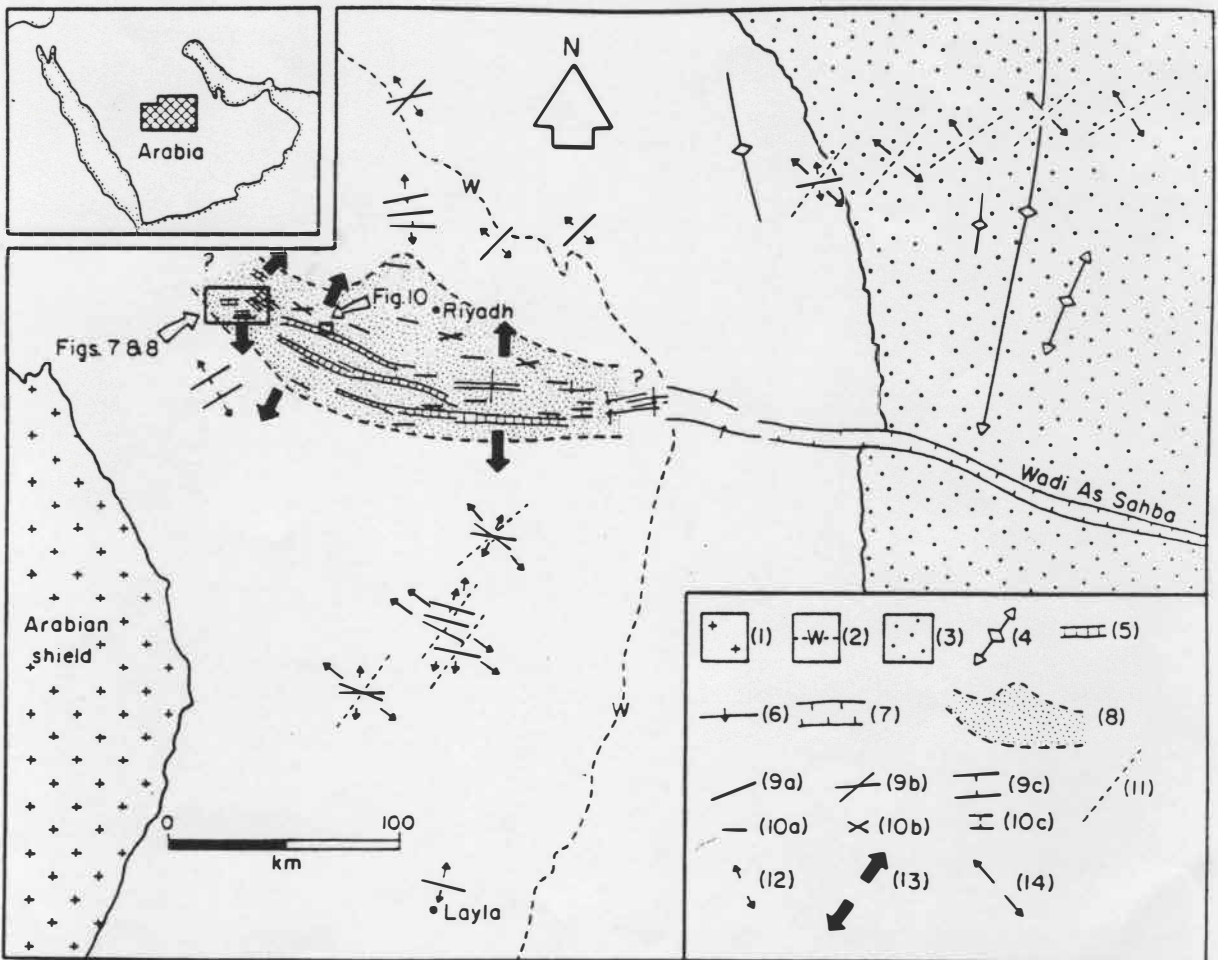 Arabia
N
W
?
Fig.10
Riyadh
Figs. 7 & 8
?
Wadi As Sahba
Arabian
shield
W
0 100
km
Layla
(1) W (2) (3) (4) (5)
(6) (7) (8)
(9a) (9b) (9c) (11)
(10a) (10b) (10c)
(12) (13) (14)